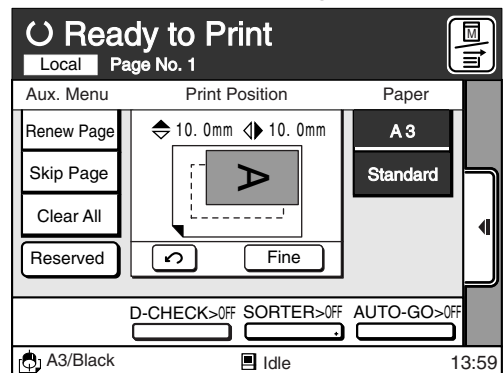 Ready to Print
M
Local Page No. 1
Aux. Menu Print Position Paper
Renew Page 10. 0mm 10. 0mm A3
Skip Page A Standard
Clear All
Reserved Fine
D-CHECK>OFF SORTER>OFF AUTO-GO>OFF
A3/Black Idle 13:59